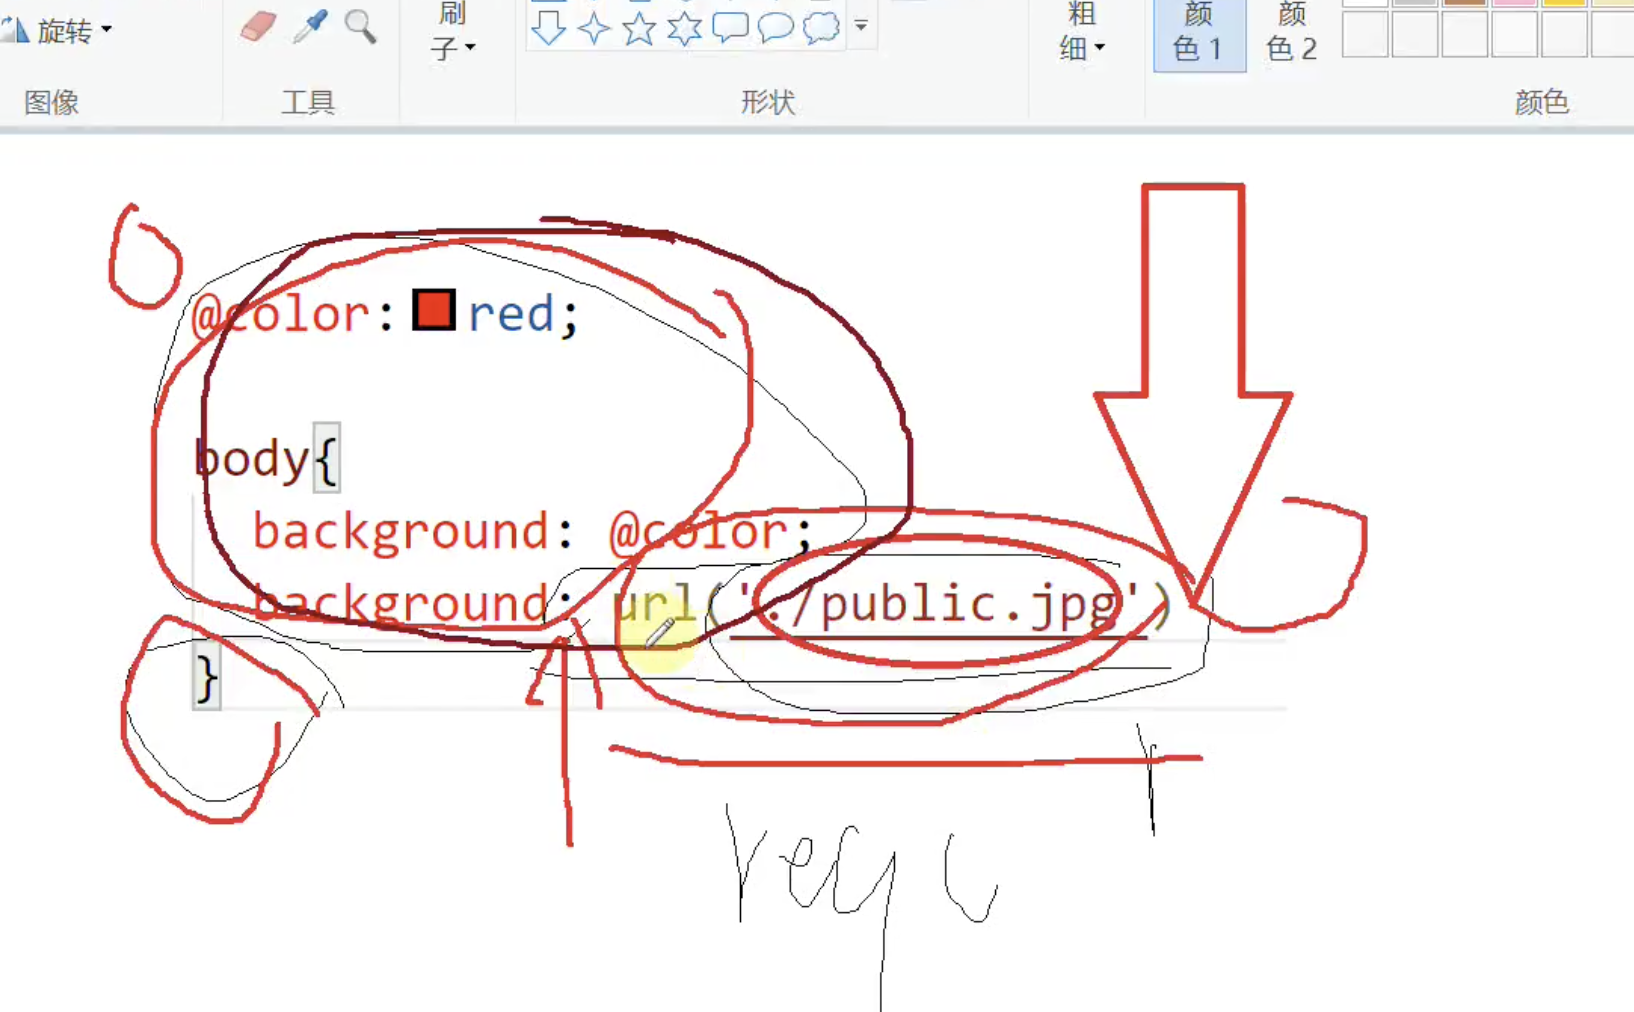 旋转
刷
子
粗
细
颜
色 1
颜
色 2
图像
工具
形状
颜色
@color: red;
body{
background: @color;
background: url('./public.jpg')
}